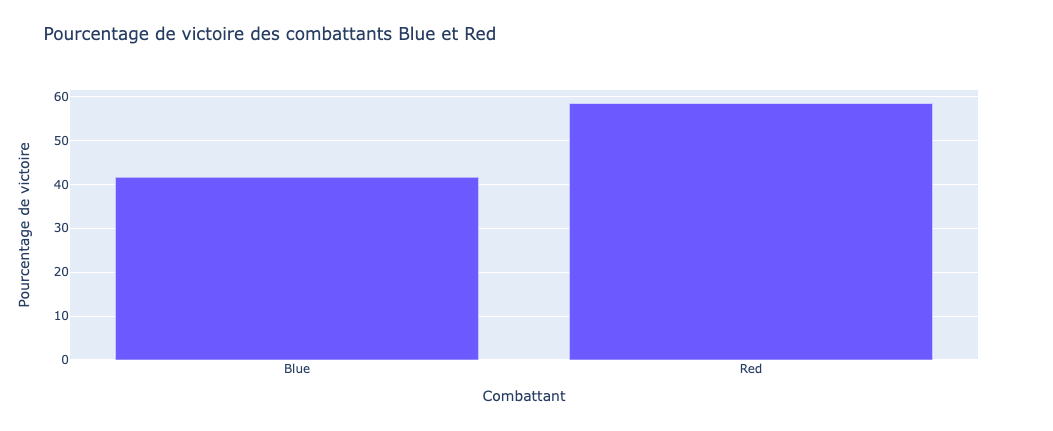 Pourcentage de victoire des combattants Blue et Red
Pourcentage de victoire
60
50
40
30
20
10
0
Blue
Red
Combattant